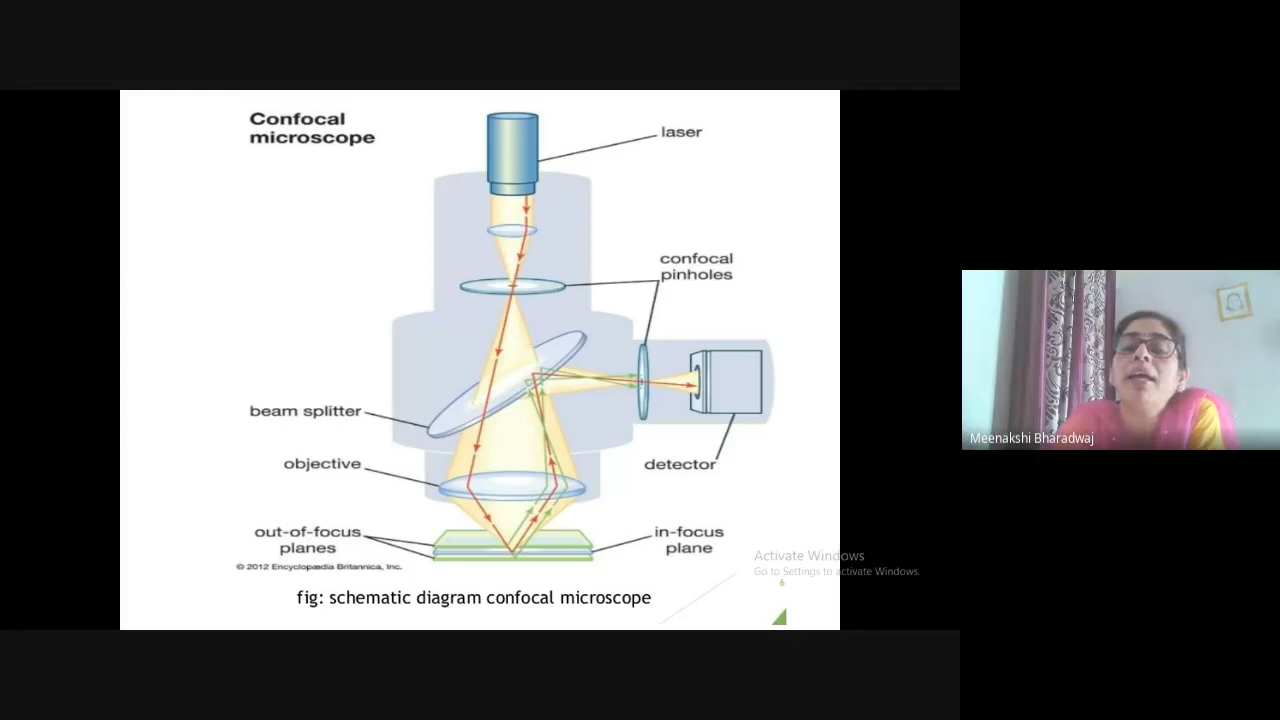 Confocal
microscope
laser
confocal
pinholes
beam splitter
objective
detector
out-of-focus
planes
in-focus
plane
© 2012 Encyclopædia Britannica, Inc.
fig: schematic diagram confocal microscope
6
Activate Windows
Go to Settings to activate Windows.
Meenakshi Bharadwaj